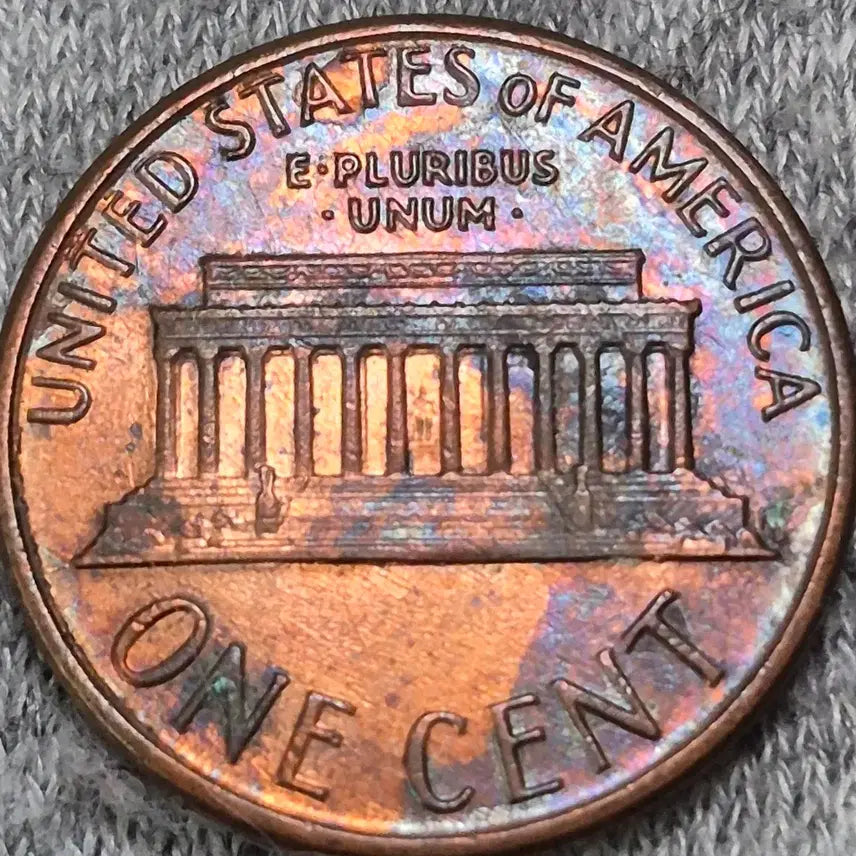 UNITED STATES OF AMERICA
E·PLURIBUS
·UNUM·
ONE CENT